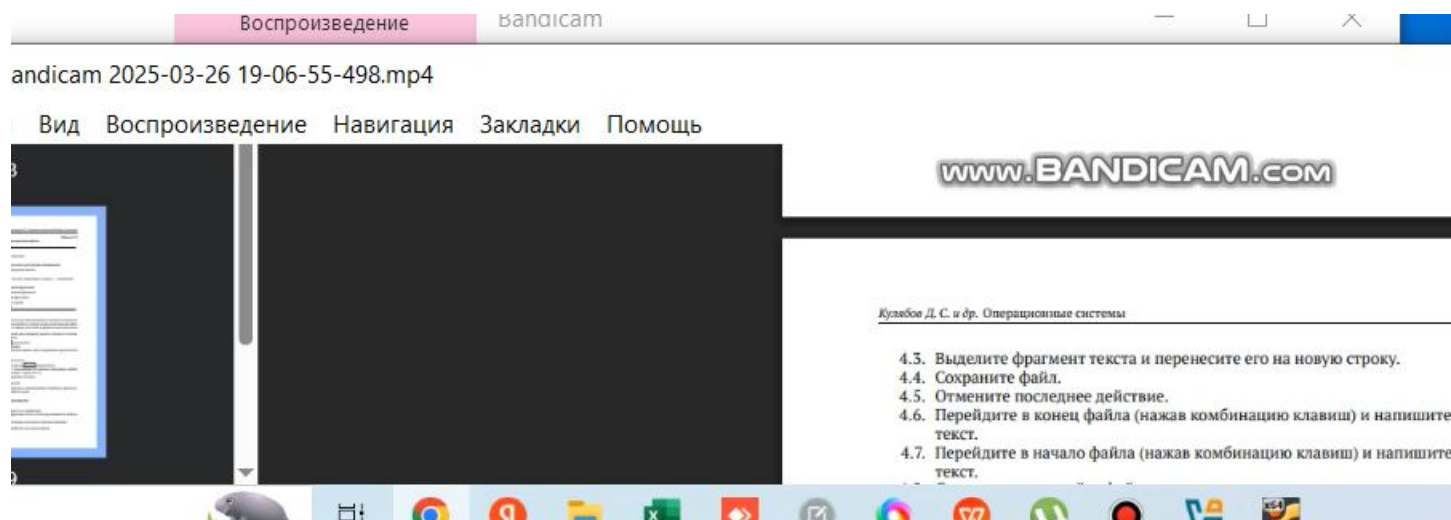 Воспроизведение
Bandicam
andicam 2025-03-26 19-06-55-498.mp4
Вид Воспроизведение Навигация Закладки Помощь
www.BANDICAM.com
Кулябов Д. С. и др. Операционные системы
4.3. Выделите фрагмент текста и перенесите его на новую строку.
4.4. Сохраните файл.
4.5. Отмените последнее действие.
4.6. Перейдите в конец файла (нажав комбинацию клавиш) и напишите
текст.
4.7. Перейдите в начало файла (нажав комбинацию клавиш) и напишите
текст.